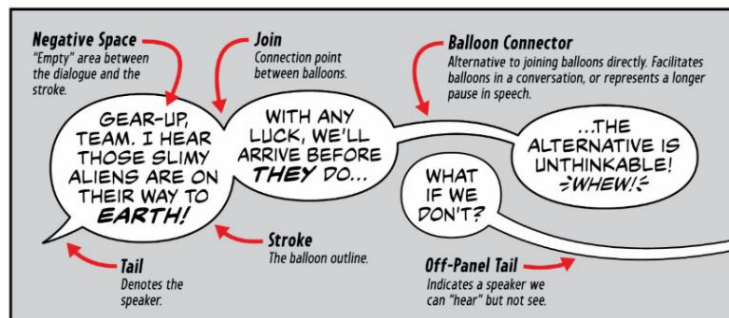 Negative Space
"Empty" area between
the dialogue and the
stroke.
Join
Connection point
between balloons.
Balloon Connector
Alternative to joining balloons directly. Facilitates
balloons in a conversation, or represents a longer
pause in speech.
GEAR-UP,
TEAM. I HEAR
THOSE SLIMY
ALIENS ARE ON
THEIR WAY TO
EARTH!
WITH ANY
LUCK, WE'LL
ARRIVE BEFORE
THEY DO...
...THE
ALTERNATIVE IS
UNTHINKABLE!
WHEW!
WHAT
IF WE
DON'T?
Tail
Denotes the
speaker.
Stroke
The balloon outline.
Off-Panel Tail
Indicates a speaker we
can "hear" but not see.